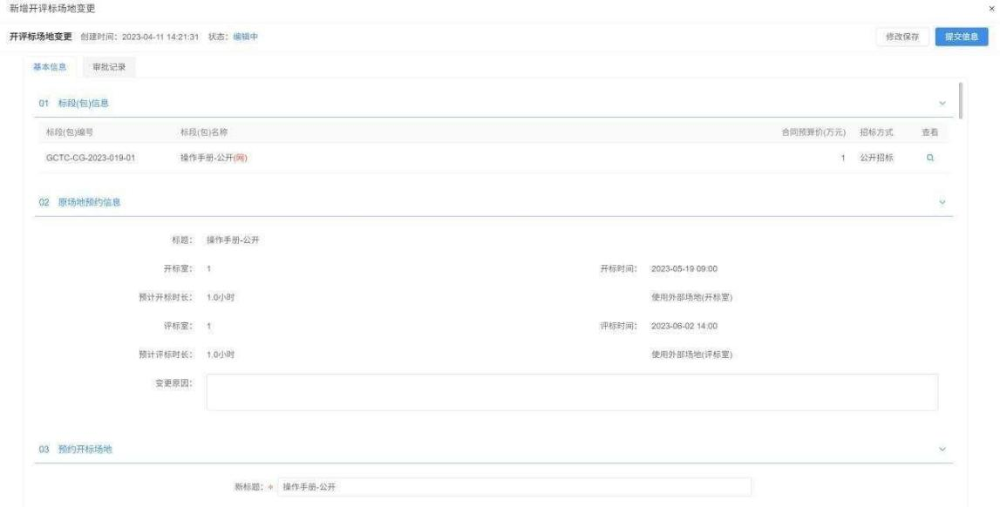 新增开评标场地变更 ×
开评标场地变更 创建时间：2023-04-11 14:21:31 状态：编辑中 修改保存 提交信息
基本信息 审批记录
01 标段(包)信息
标段(包)编号 标段(包)名称 合同预算价(万元) 招标方式 查看
GCTC-CG-2023-019-01 操作手册-公开(网) 1 公开招标
02 原场地预约信息
标题： 操作手册-公开
开标室： 1 开标时间： 2023-05-19 09:00
预计开标时长： 1.0小时 使用外部场地(开标室)
评标室： 1 评标时间： 2023-06-02 14:00
预计评标时长： 1.0小时 使用外部场地(评标室)
变更原因：
03 预约开标场地
新标题：* 操作手册-公开